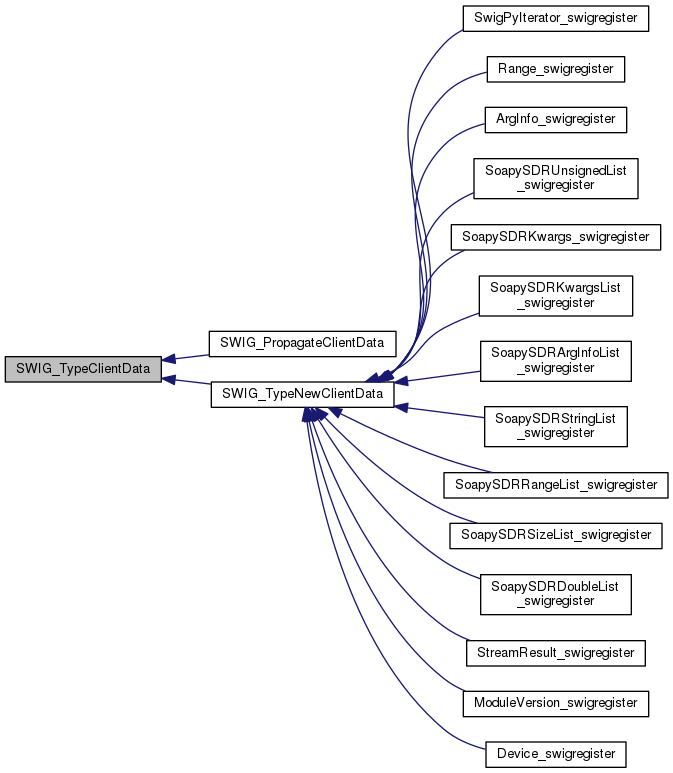 SwigPyIterator_swigregister
Range_swigregister
ArgInfo_swigregister
SoapySDRUnsignedList
_swigregister
SoapySDRKwargs_swigregister
SoapySDRKwargsList
_swigregister
SWIG_PropagateClientData
SoapySDRArgInfoList
_swigregister
SWIG_TypeClientData
SWIG_TypeNewClientData
SoapySDRStringList
_swigregister
SoapySDRRangeList_swigregister
SoapySDRSizeList_swigregister
SoapySDRDoubleList
_swigregister
StreamResult_swigregister
ModuleVersion_swigregister
Device_swigregister